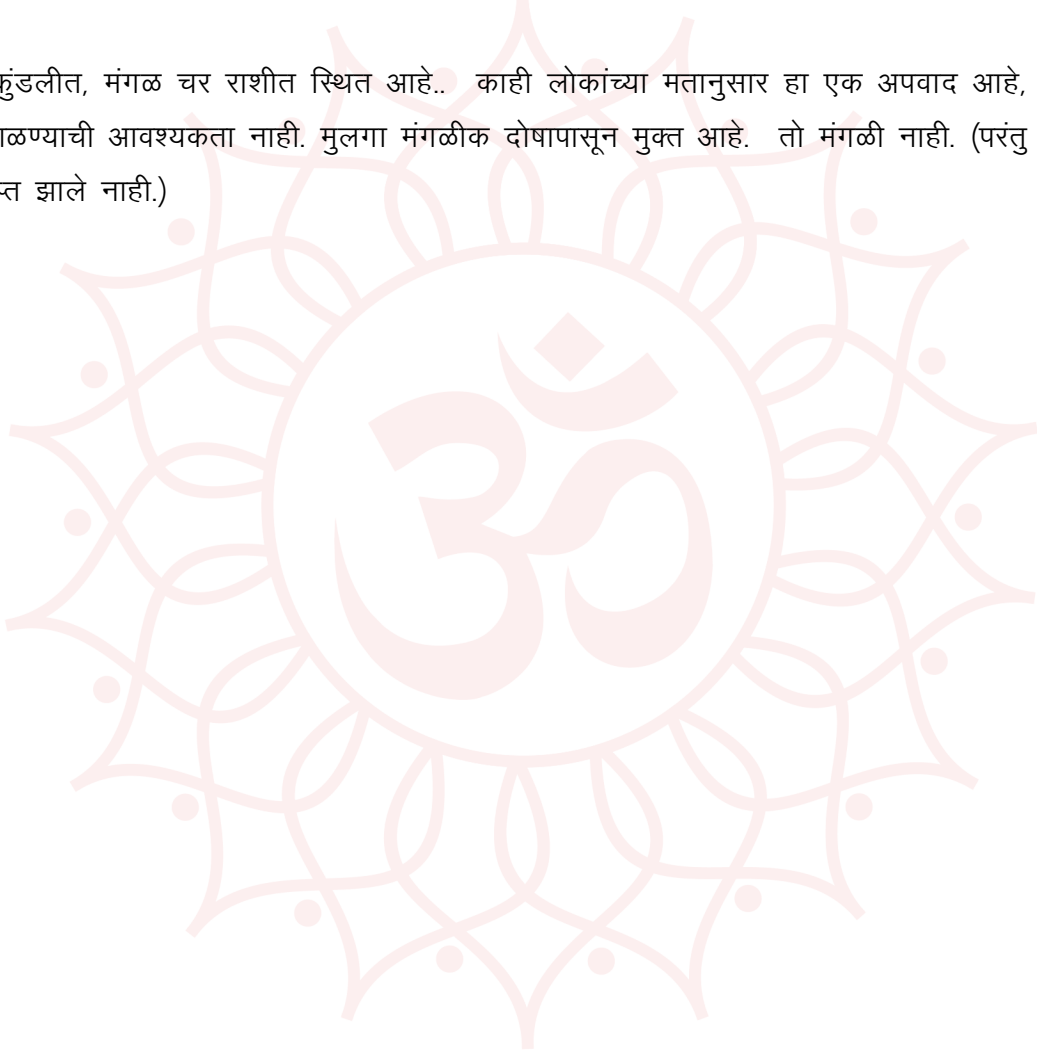 कुंडलीत, मंगळ चर राशीत स्थित आहे.. काही लोकांच्या मतानुसार हा एक अपवाद आहे,
ळण्याची आवश्यकता नाही. मुलगा मंगळीक दोषापासून मुक्त आहे. तो मंगळी नाही. (परंतु
प्त झाले नाही.)
ॐ